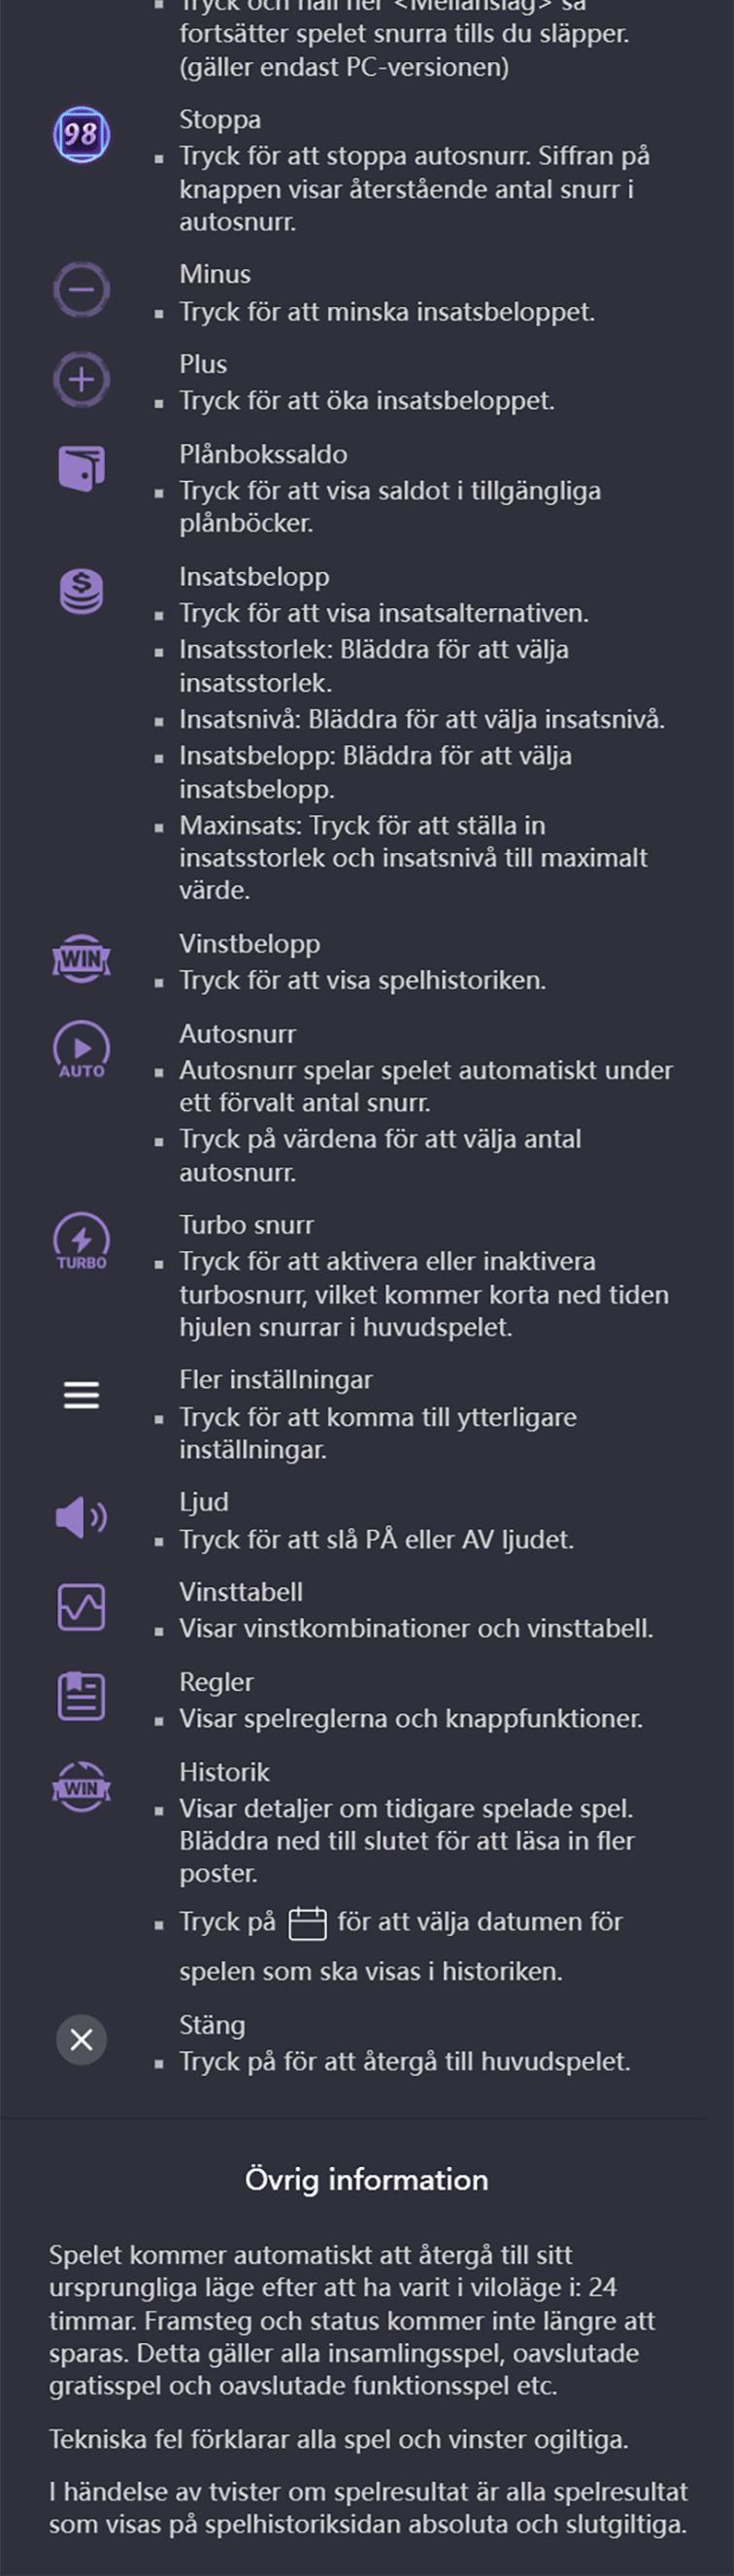 Tryck och håll ner <Mellanslag> så
fortsätter spelet snurra tills du släpper.
(gäller endast PC-versionen)
98
Stoppa
Tryck för att stoppa autosnurr. Siffran på
knappen visar återstående antal snurr i
autosnurr.
Minus
Tryck för att minska insatsbeloppet.
Plus
Tryck för att öka insatsbeloppet.
Plånbokssaldo
Tryck för att visa saldot i tillgängliga
plånböcker.
$
Insatsbelopp
Tryck för att visa insatsalternativen.
Insatsstorlek: Bläddra för att välja
insatsstorlek.
Insatsnivå: Bläddra för att välja insatsnivå.
Insatsbelopp: Bläddra för att välja
insatsbelopp.
Maxinsats: Tryck för att ställa in
insatsstorlek och insatsnivå till maximalt
värde.
WIN
Vinstbelopp
Tryck för att visa spelhistoriken.
AUTO
Autosnurr
Autosnurr spelar spelet automatiskt under
ett förvalt antal snurr.
Tryck på värdena för att välja antal
autosnurr.
TURBO
Turbo snurr
Tryck för att aktivera eller inaktivera
turbosnurr, vilket kommer korta ned tiden
hjulen snurrar i huvudspelet.
Fler inställningar
Tryck för att komma till ytterligare
inställningar.
Ljud
Tryck för att slå PÅ eller AV ljudet.
Vinsttabell
Visar vinstkombinationer och vinsttabell.
Regler
Visar spelreglerna och knappfunktioner.
WIN
Historik
Visar detaljer om tidigare spelade spel.
Bläddra ned till slutet för att läsa in fler
poster.
Tryck på för att välja datumen för
spelen som ska visas i historiken.
Stäng
Tryck på för att återgå till huvudspelet.
Övrig information
Spelet kommer automatiskt att återgå till sitt
ursprungliga läge efter att ha varit i viloläge i: 24
timmar. Framsteg och status kommer inte längre att
sparas. Detta gäller alla insamlingsspel, oavslutade
gratisspel och oavslutade funktionsspel etc.
Tekniska fel förklarar alla spel och vinster ogiltiga.
I händelse av tvister om spelresultat är alla spelresultat
som visas på spelhistoriksidan absoluta och slutgiltiga.